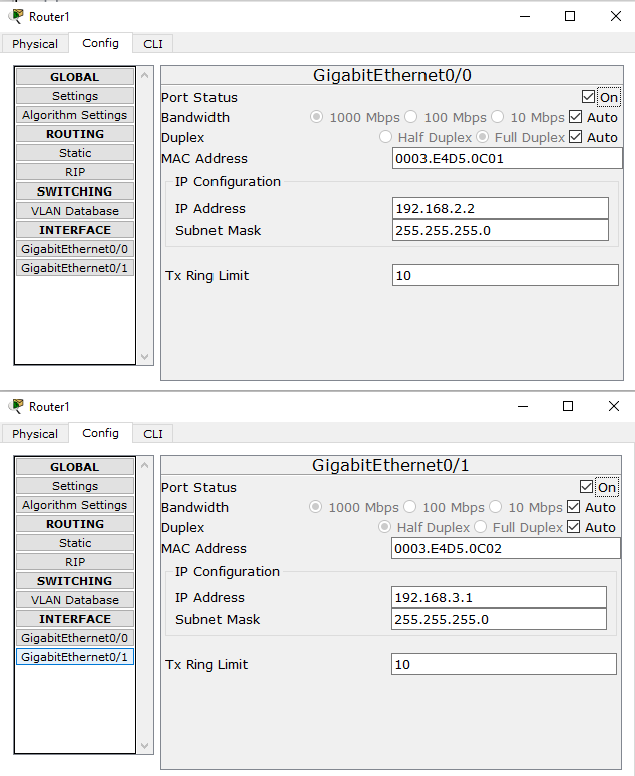 Router1
Physical Config CLI
GLOBAL
Settings
Algorithm Settings
ROUTING
Static
RIP
SWITCHING
VLAN Database
INTERFACE
GigabitEthernet0/0
GigabitEthernet0/1
GigabitEthernet0/0
Port Status On
Bandwidth 1000 Mbps 100 Mbps 10 Mbps Auto
Duplex Half Duplex Full Duplex Auto
MAC Address 0003.E4D5.0C01
IP Configuration
IP Address 192.168.2.2
Subnet Mask 255.255.255.0
Tx Ring Limit 10
Router1
Physical Config CLI
GLOBAL
Settings
Algorithm Settings
ROUTING
Static
RIP
SWITCHING
VLAN Database
INTERFACE
GigabitEthernet0/0
GigabitEthernet0/1
GigabitEthernet0/1
Port Status On
Bandwidth 1000 Mbps 100 Mbps 10 Mbps Auto
Duplex Half Duplex Full Duplex Auto
MAC Address 0003.E4D5.0C02
IP Configuration
IP Address 192.168.3.1
Subnet Mask 255.255.255.0
Tx Ring Limit 10